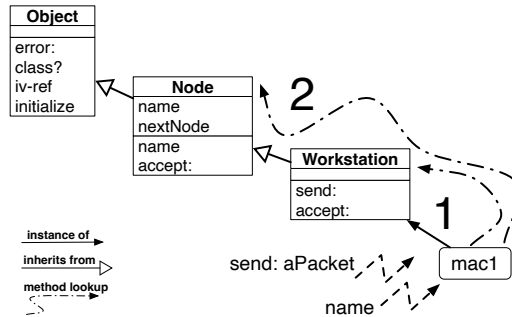 Object
error:
class?
iv-ref
initialize
Node
name
nextNode
name
accept:
2
Workstation
send:
accept:
1
mac1
send: aPacket
name
instance of
inherits from
method lookup